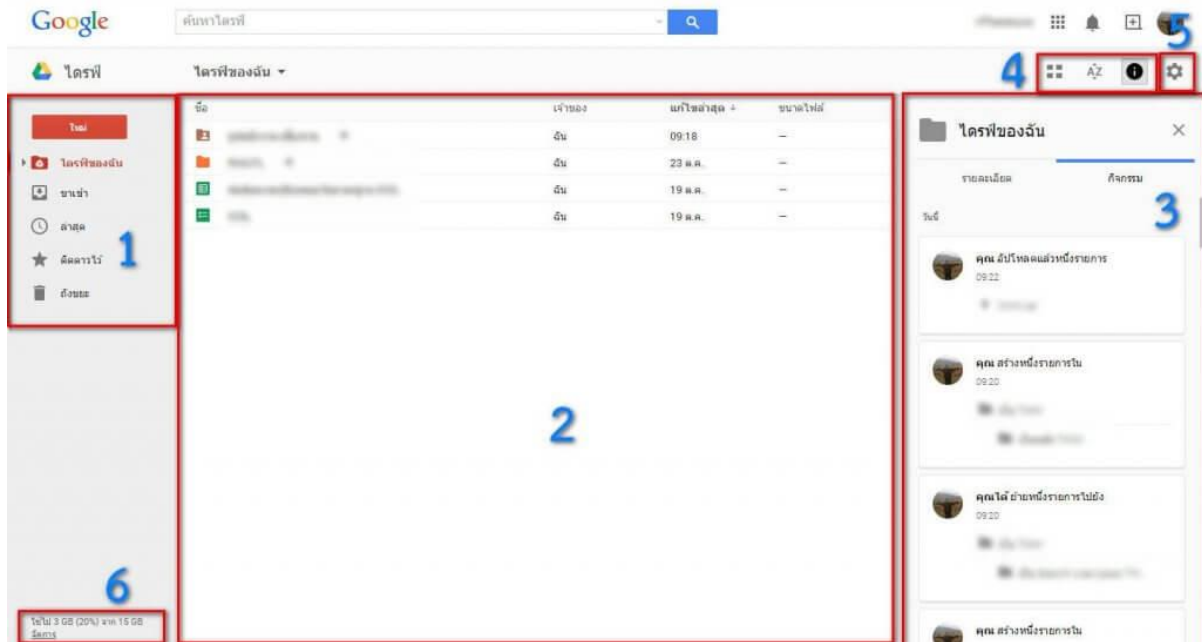 Google
ค้นหาไดรฟ์
ไดรฟ์
ไดรฟ์ของฉัน
4
5
ใหม่
ไดรฟ์ของฉัน
ขาเข้า
ล่าสุด
ติดดาวไว้
ถังขยะ
1
ชื่อ เจ้าของ แก้ไขล่าสุด ขนาดไฟล์
ฉัน 09:18 –
ฉัน 23 ต.ค. –
ฉัน 19 ต.ค. –
ฉัน 19 ต.ค. –
2
ไดรฟ์ของฉัน
รายละเอียด กิจกรรม
3
วันนี้
คุณ อัปโหลดแล้วหนึ่งรายการ
09:22
คุณ สร้างหนึ่งรายการใน
09:20
คุณได้ ย้ายหนึ่งรายการไปยัง
09:20
คุณ สร้างหนึ่งรายการใน
6
ใช้ไป 3 GB (20%) จาก 15 GB
จัดการ